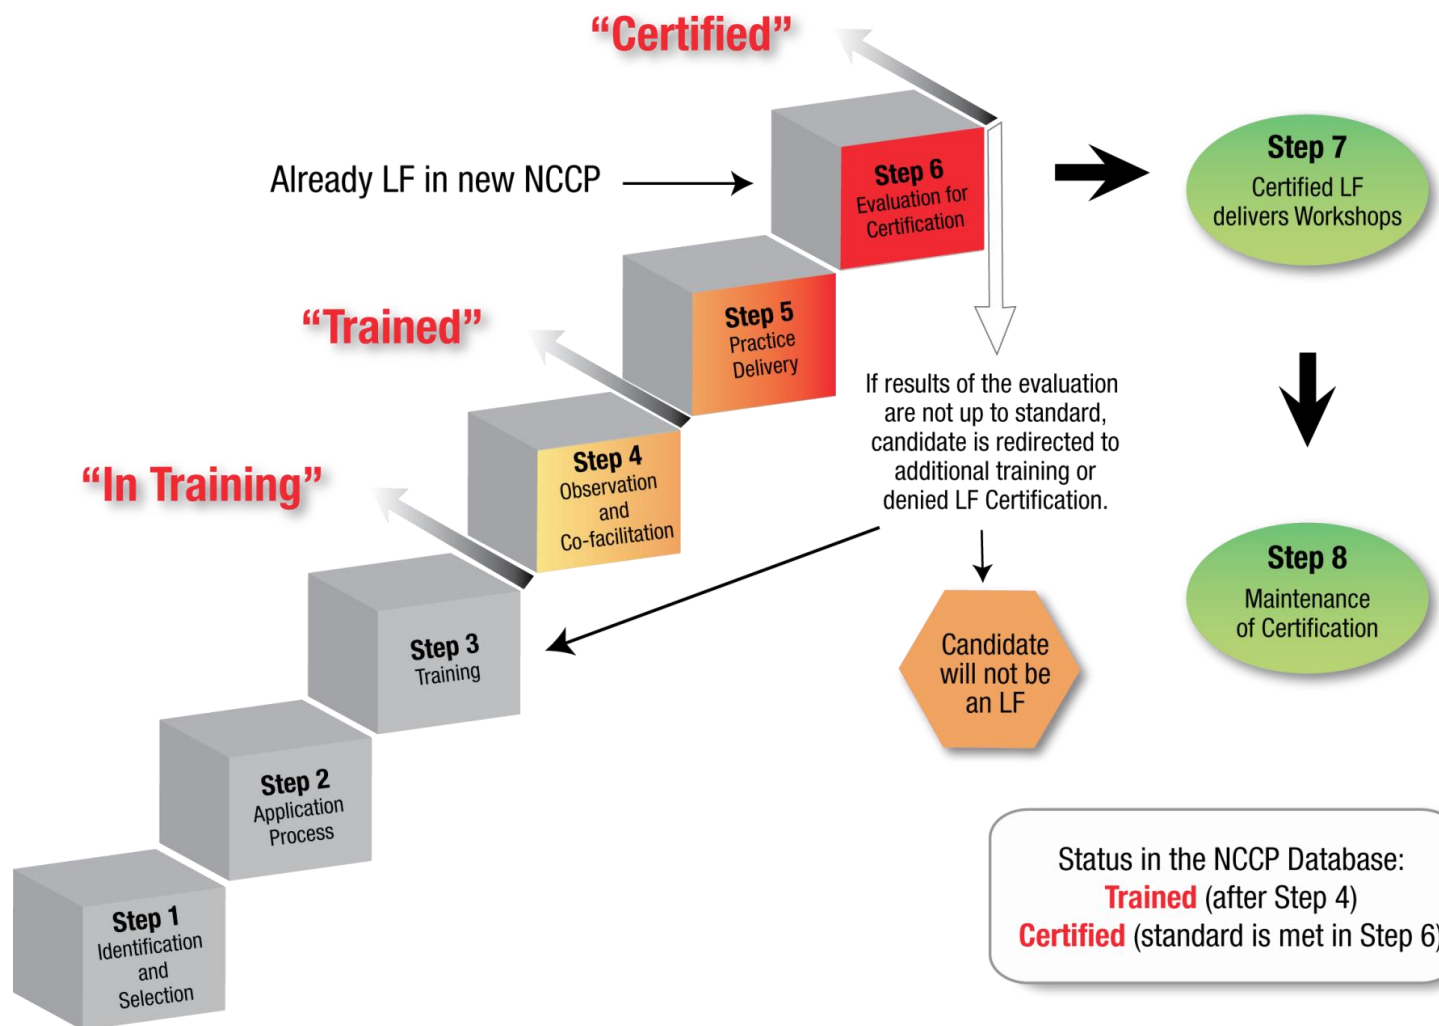 “Certified”
Already LF in new NCCP
Step 6
Evaluation for
Certification
Step 7
Certified LF
delivers Workshops
“Trained”
Step 5
Practice
Delivery
If results of the evaluation
are not up to standard,
candidate is redirected to
additional training or
denied LF Certification.
“In Training”
Step 4
Observation
and
Co-facilitation
Step 8
Maintenance
of Certification
Step 3
Training
Candidate
will not be
an LF
Step 2
Application
Process
Step 1
Identification
and
Selection
Status in the NCCP Database:
Trained (after Step 4)
Certified (standard is met in Step 6)